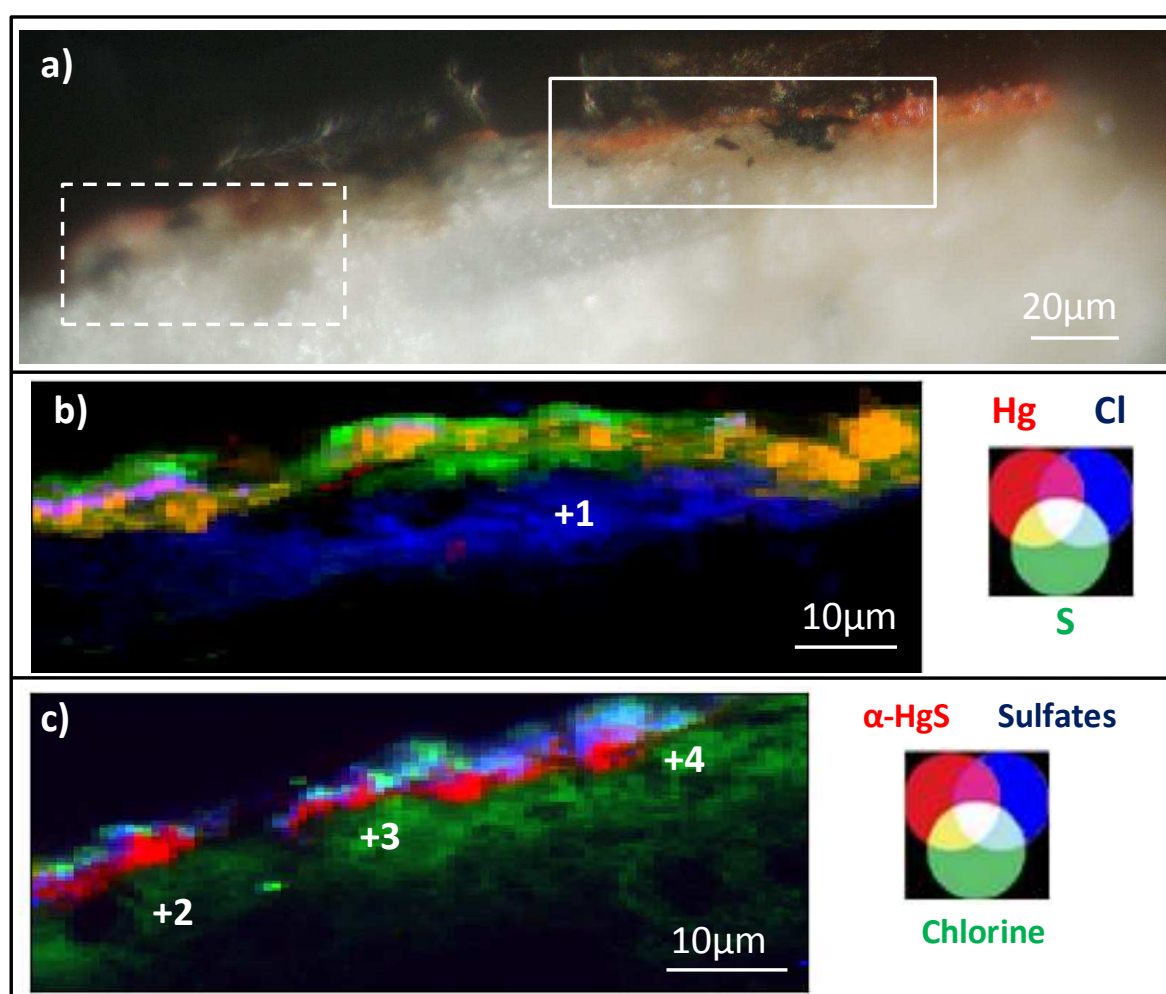 a)
20µm
b)
Hg Cl
+1
10µm
S
c)
α-HgS Sulfates
+4
+3
+2
10µm
Chlorine